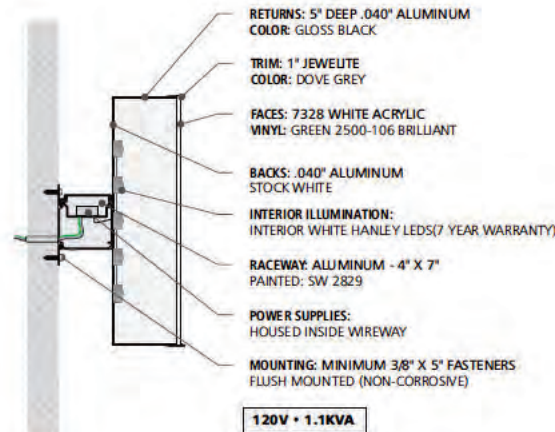 RETURNS: 5" DEEP .040" ALUMINUM
COLOR: GLOSS BLACK
TRIM: 1" JEWELITE
COLOR: DOVE GREY
FACES: 7328 WHITE ACRYLIC
VINYL: GREEN 2500-106 BRILLIANT
BACKS: .040" ALUMINUM
STOCK WHITE
INTERIOR ILLUMINATION:
INTERIOR WHITE HANLEY LEDS(7 YEAR WARRANTY)
RACEWAY: ALUMINUM - 4" X 7"
PAINTED: SW 2829
POWER SUPPLIES:
HOUSED INSIDE WIREWAY
MOUNTING: MINIMUM 3/8" X 5" FASTENERS
FLUSH MOUNTED (NON-CORROSIVE)
120V • 1.1KVA